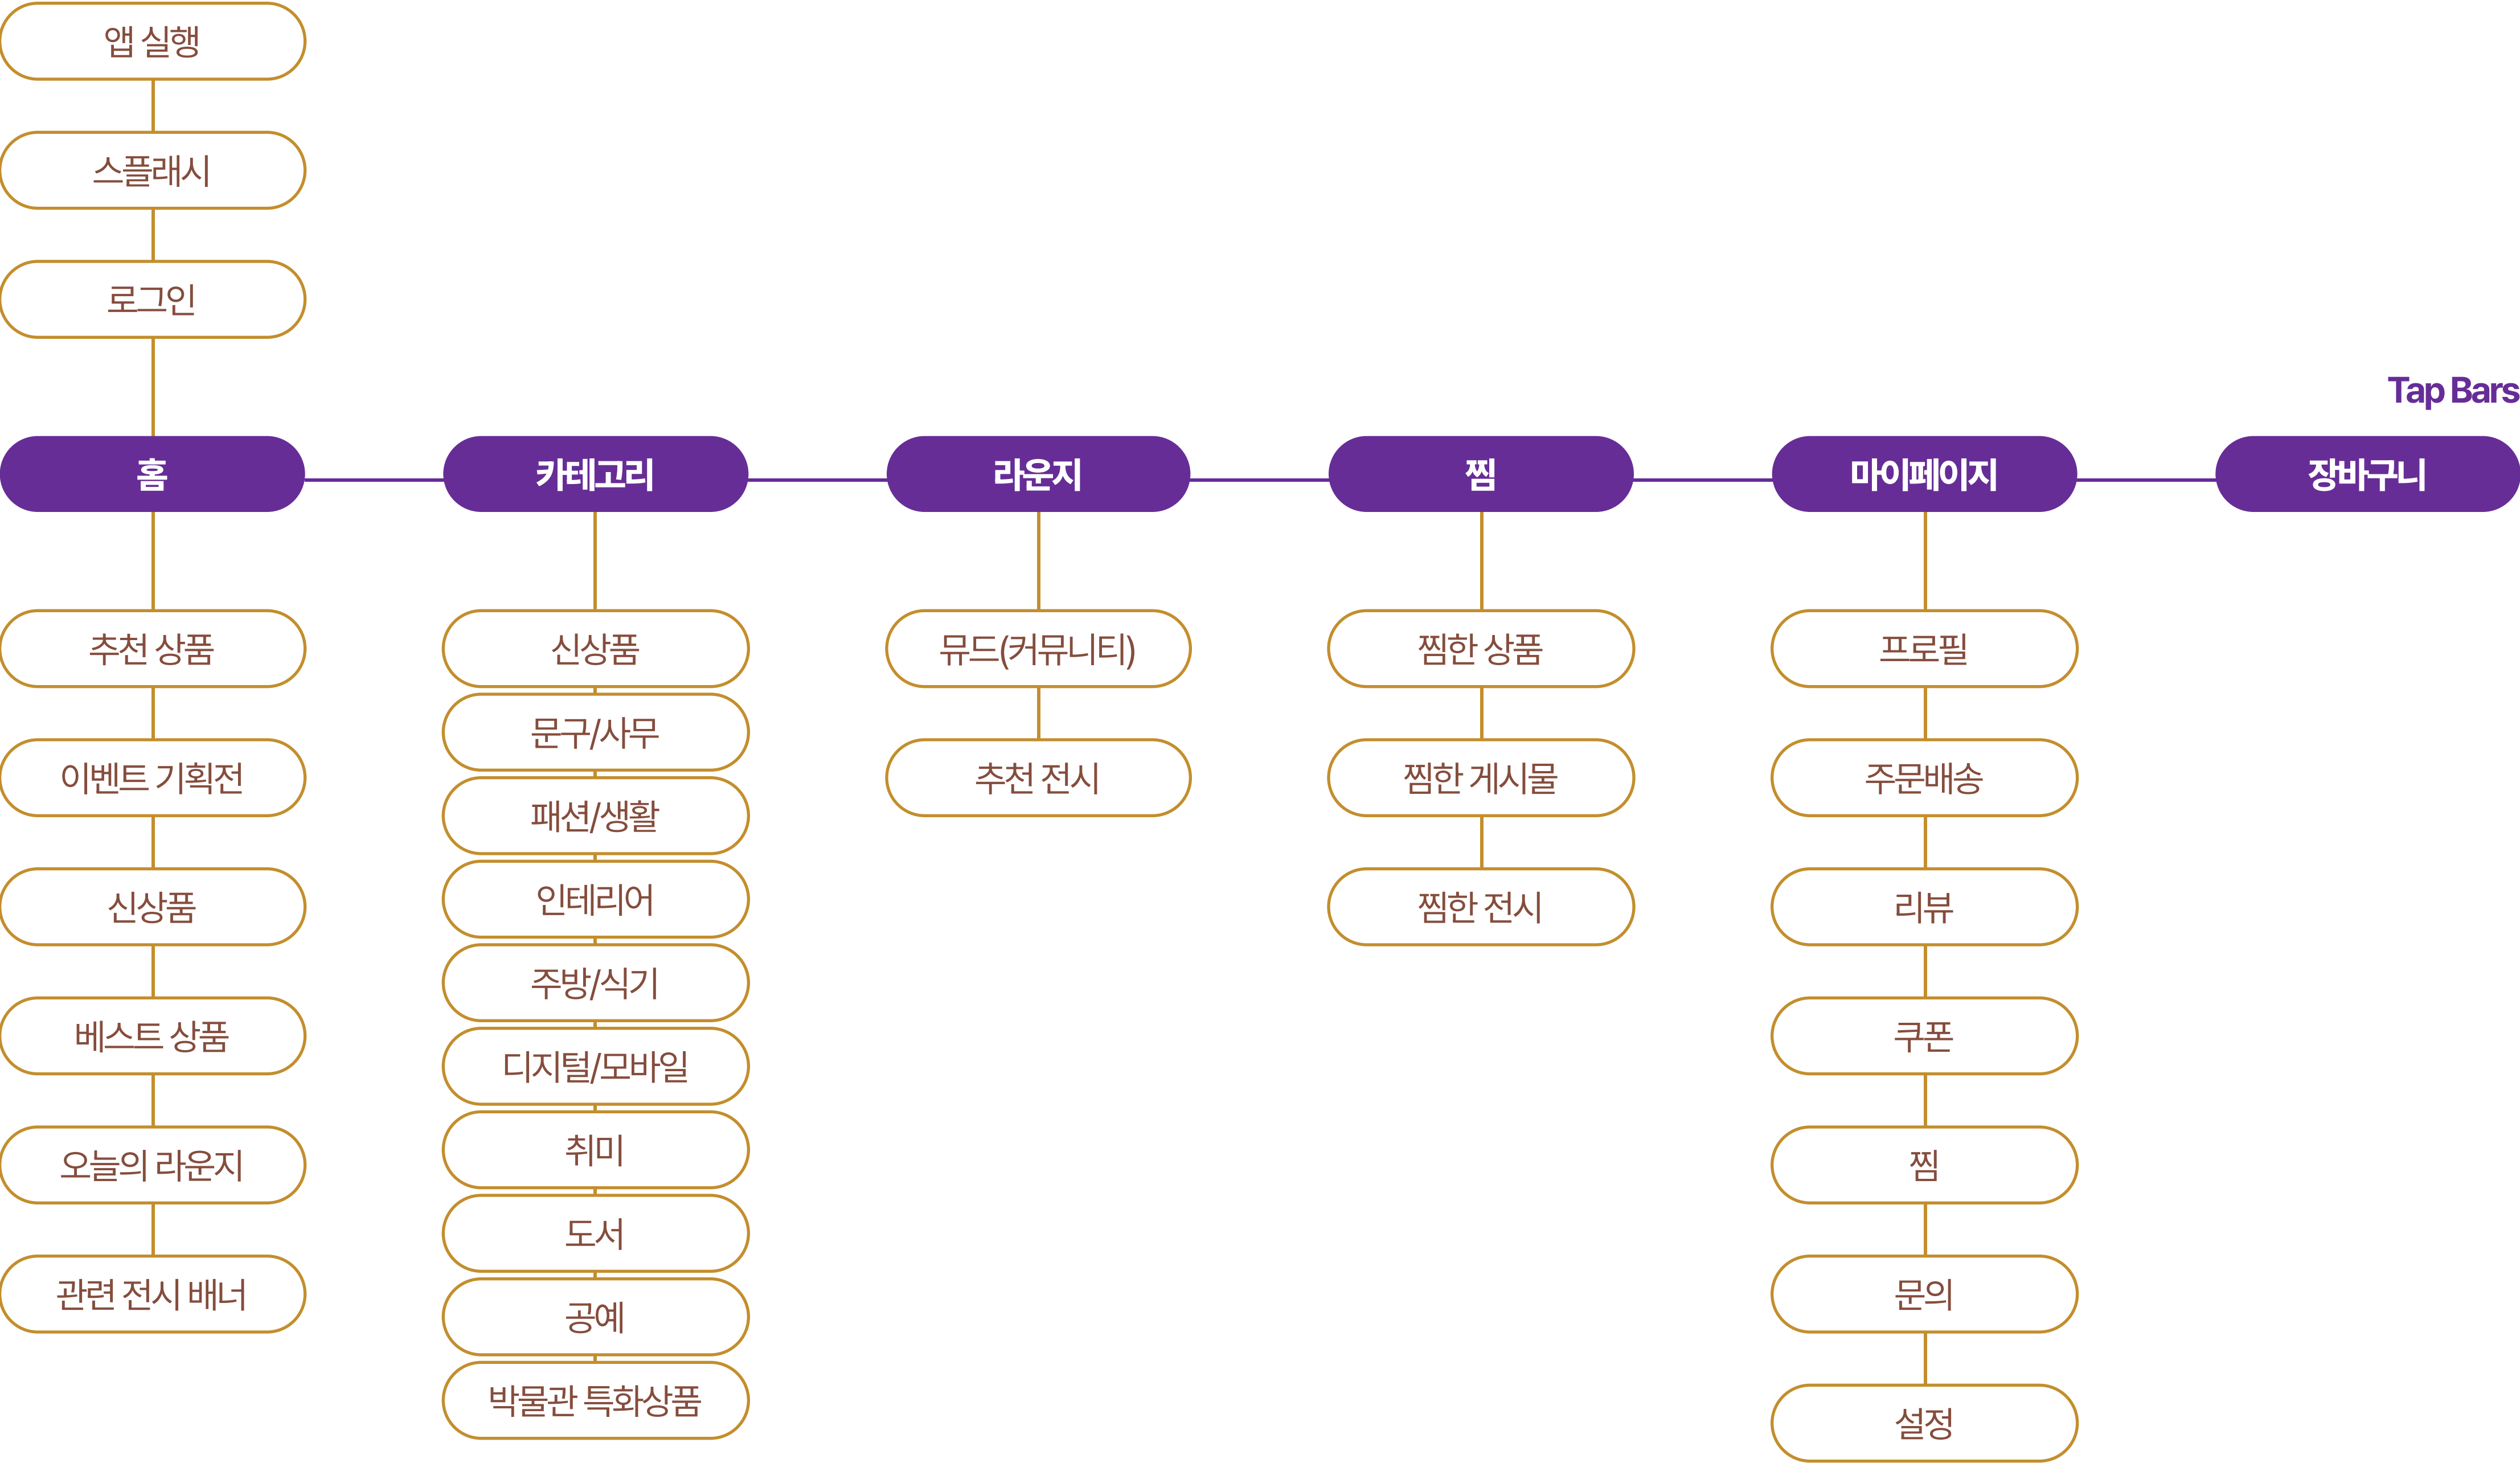 앱 실행
스플래시
로그인
Tap Bars
홈
카테고리
라운지
찜
마이페이지
장바구니
추천 상품
이벤트 기획전
신상품
베스트 상품
오늘의 라운지
관련 전시 배너
신상품
문구/사무
패션/생활
인테리어
주방/식기
디지털/모바일
취미
도서
공예
박물관 특화상품
뮤드(커뮤니티)
추천 전시
찜한 상품
찜한 게시물
찜한 전시
프로필
주문배송
리뷰
쿠폰
찜
문의
설정